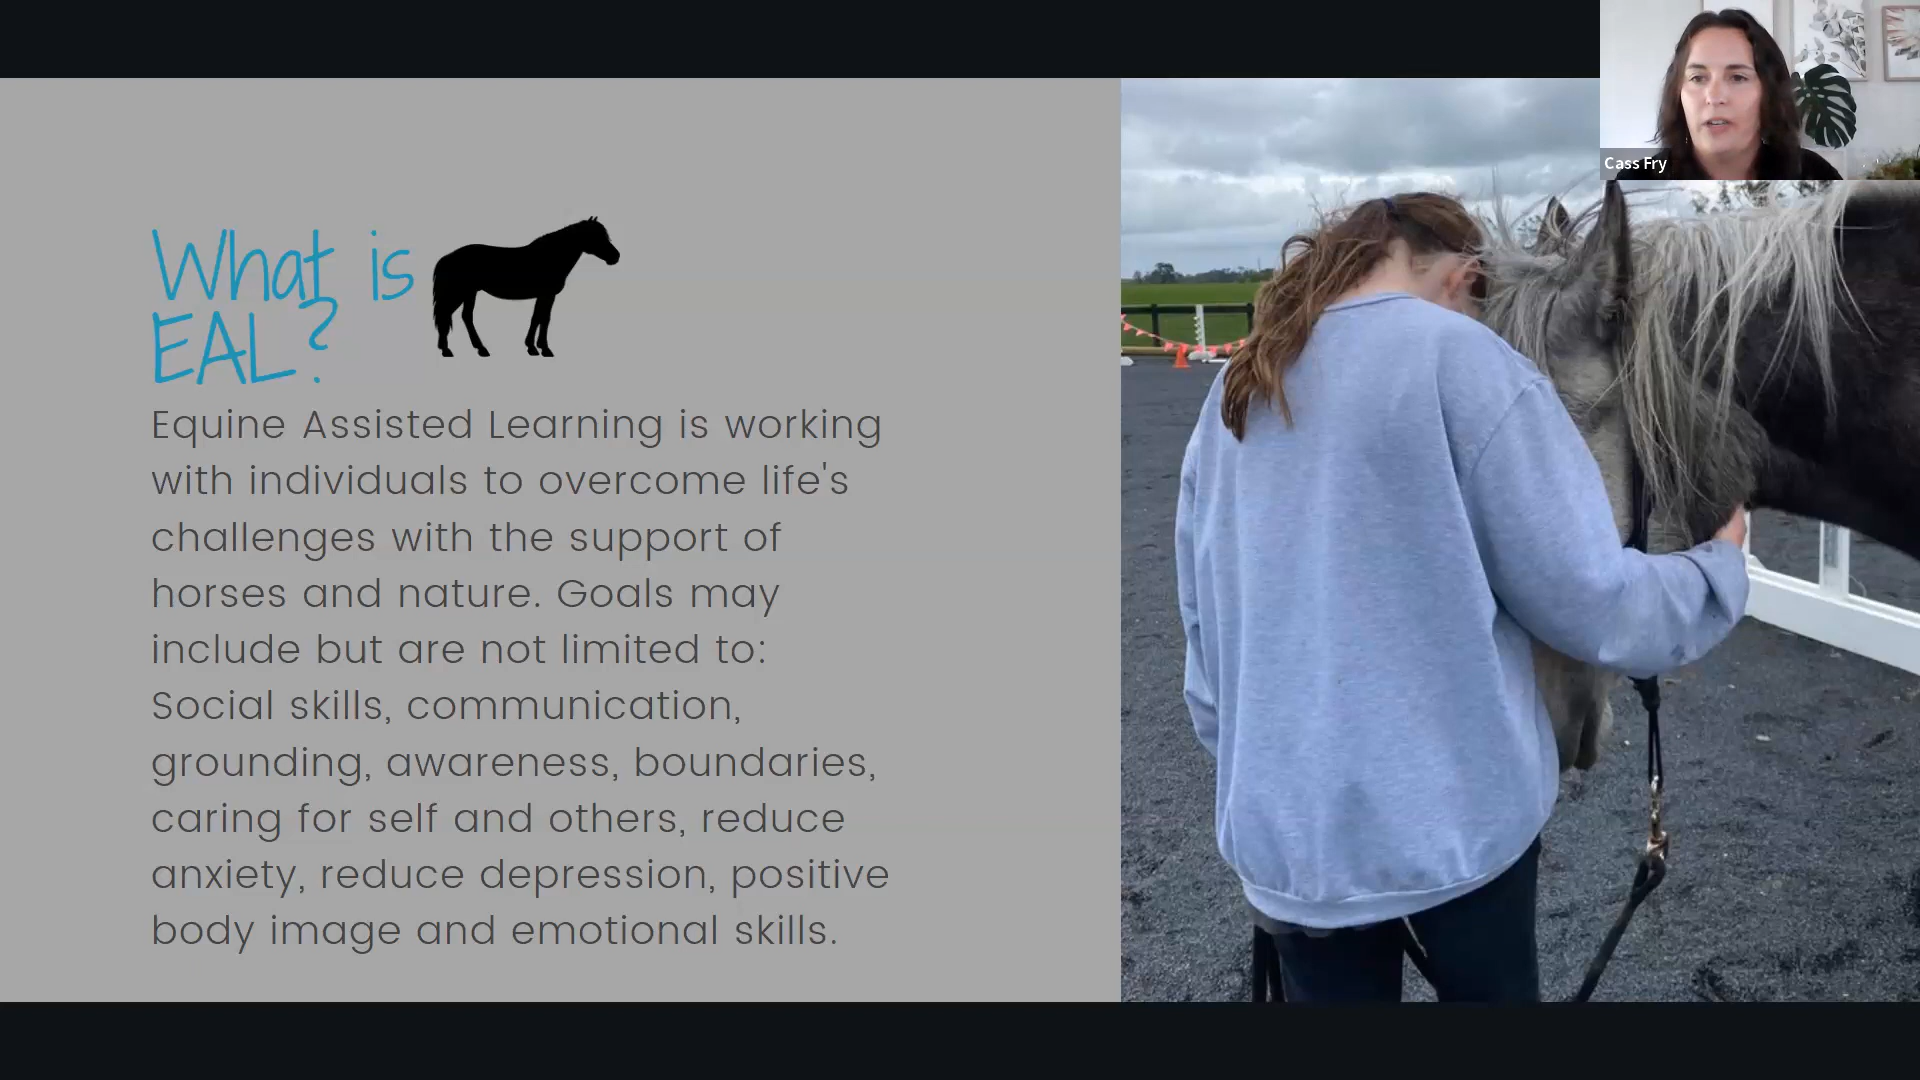 Cass Fry
What is
EAL?
Equine Assisted Learning is working
with individuals to overcome life's
challenges with the support of
horses and nature. Goals may
include but are not limited to:
Social skills, communication,
grounding, awareness, boundaries,
caring for self and others, reduce
anxiety, reduce depression, positive
body image and emotional skills.